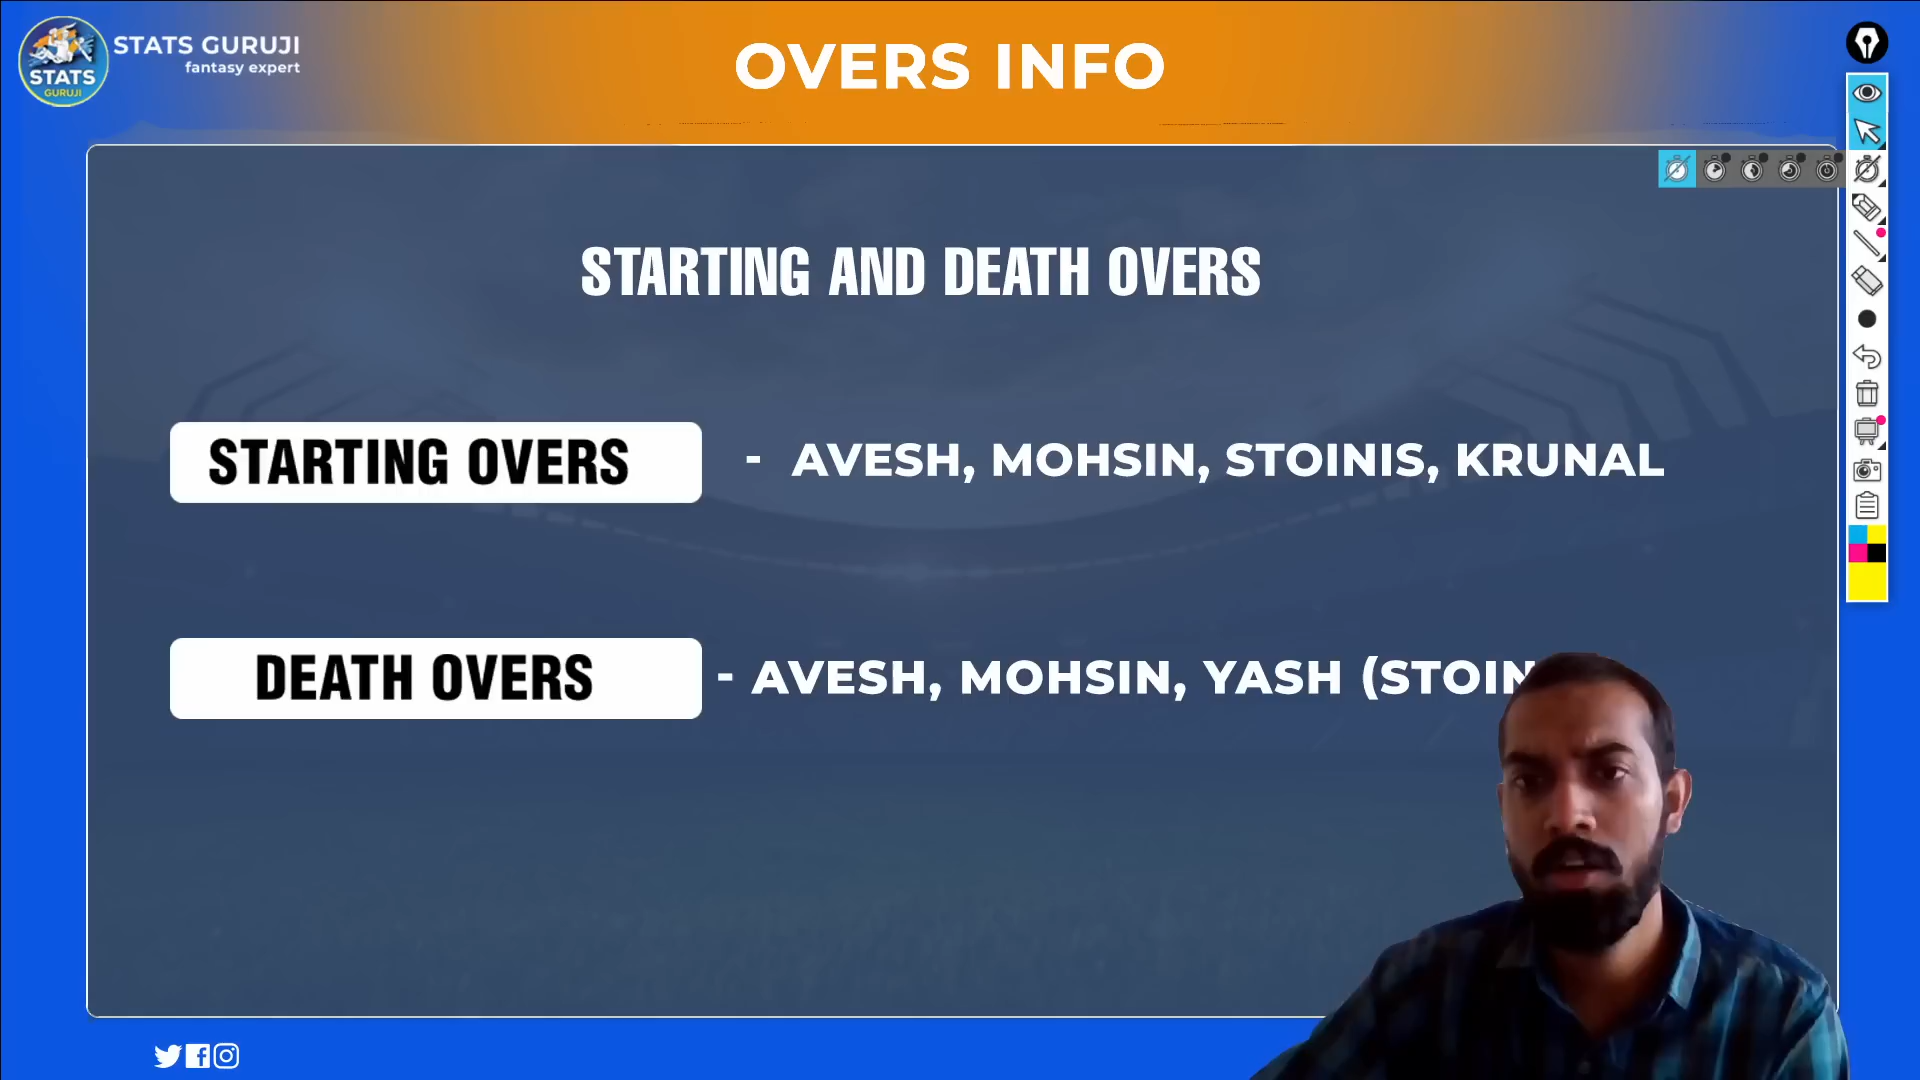 STATS GURUJI
fantasy expert
STATS
GURUJI
OVERS INFO
STARTING AND DEATH OVERS
STARTING OVERS - AVESH, MOHSIN, STOINIS, KRUNAL
DEATH OVERS - AVESH, MOHSIN, YASH